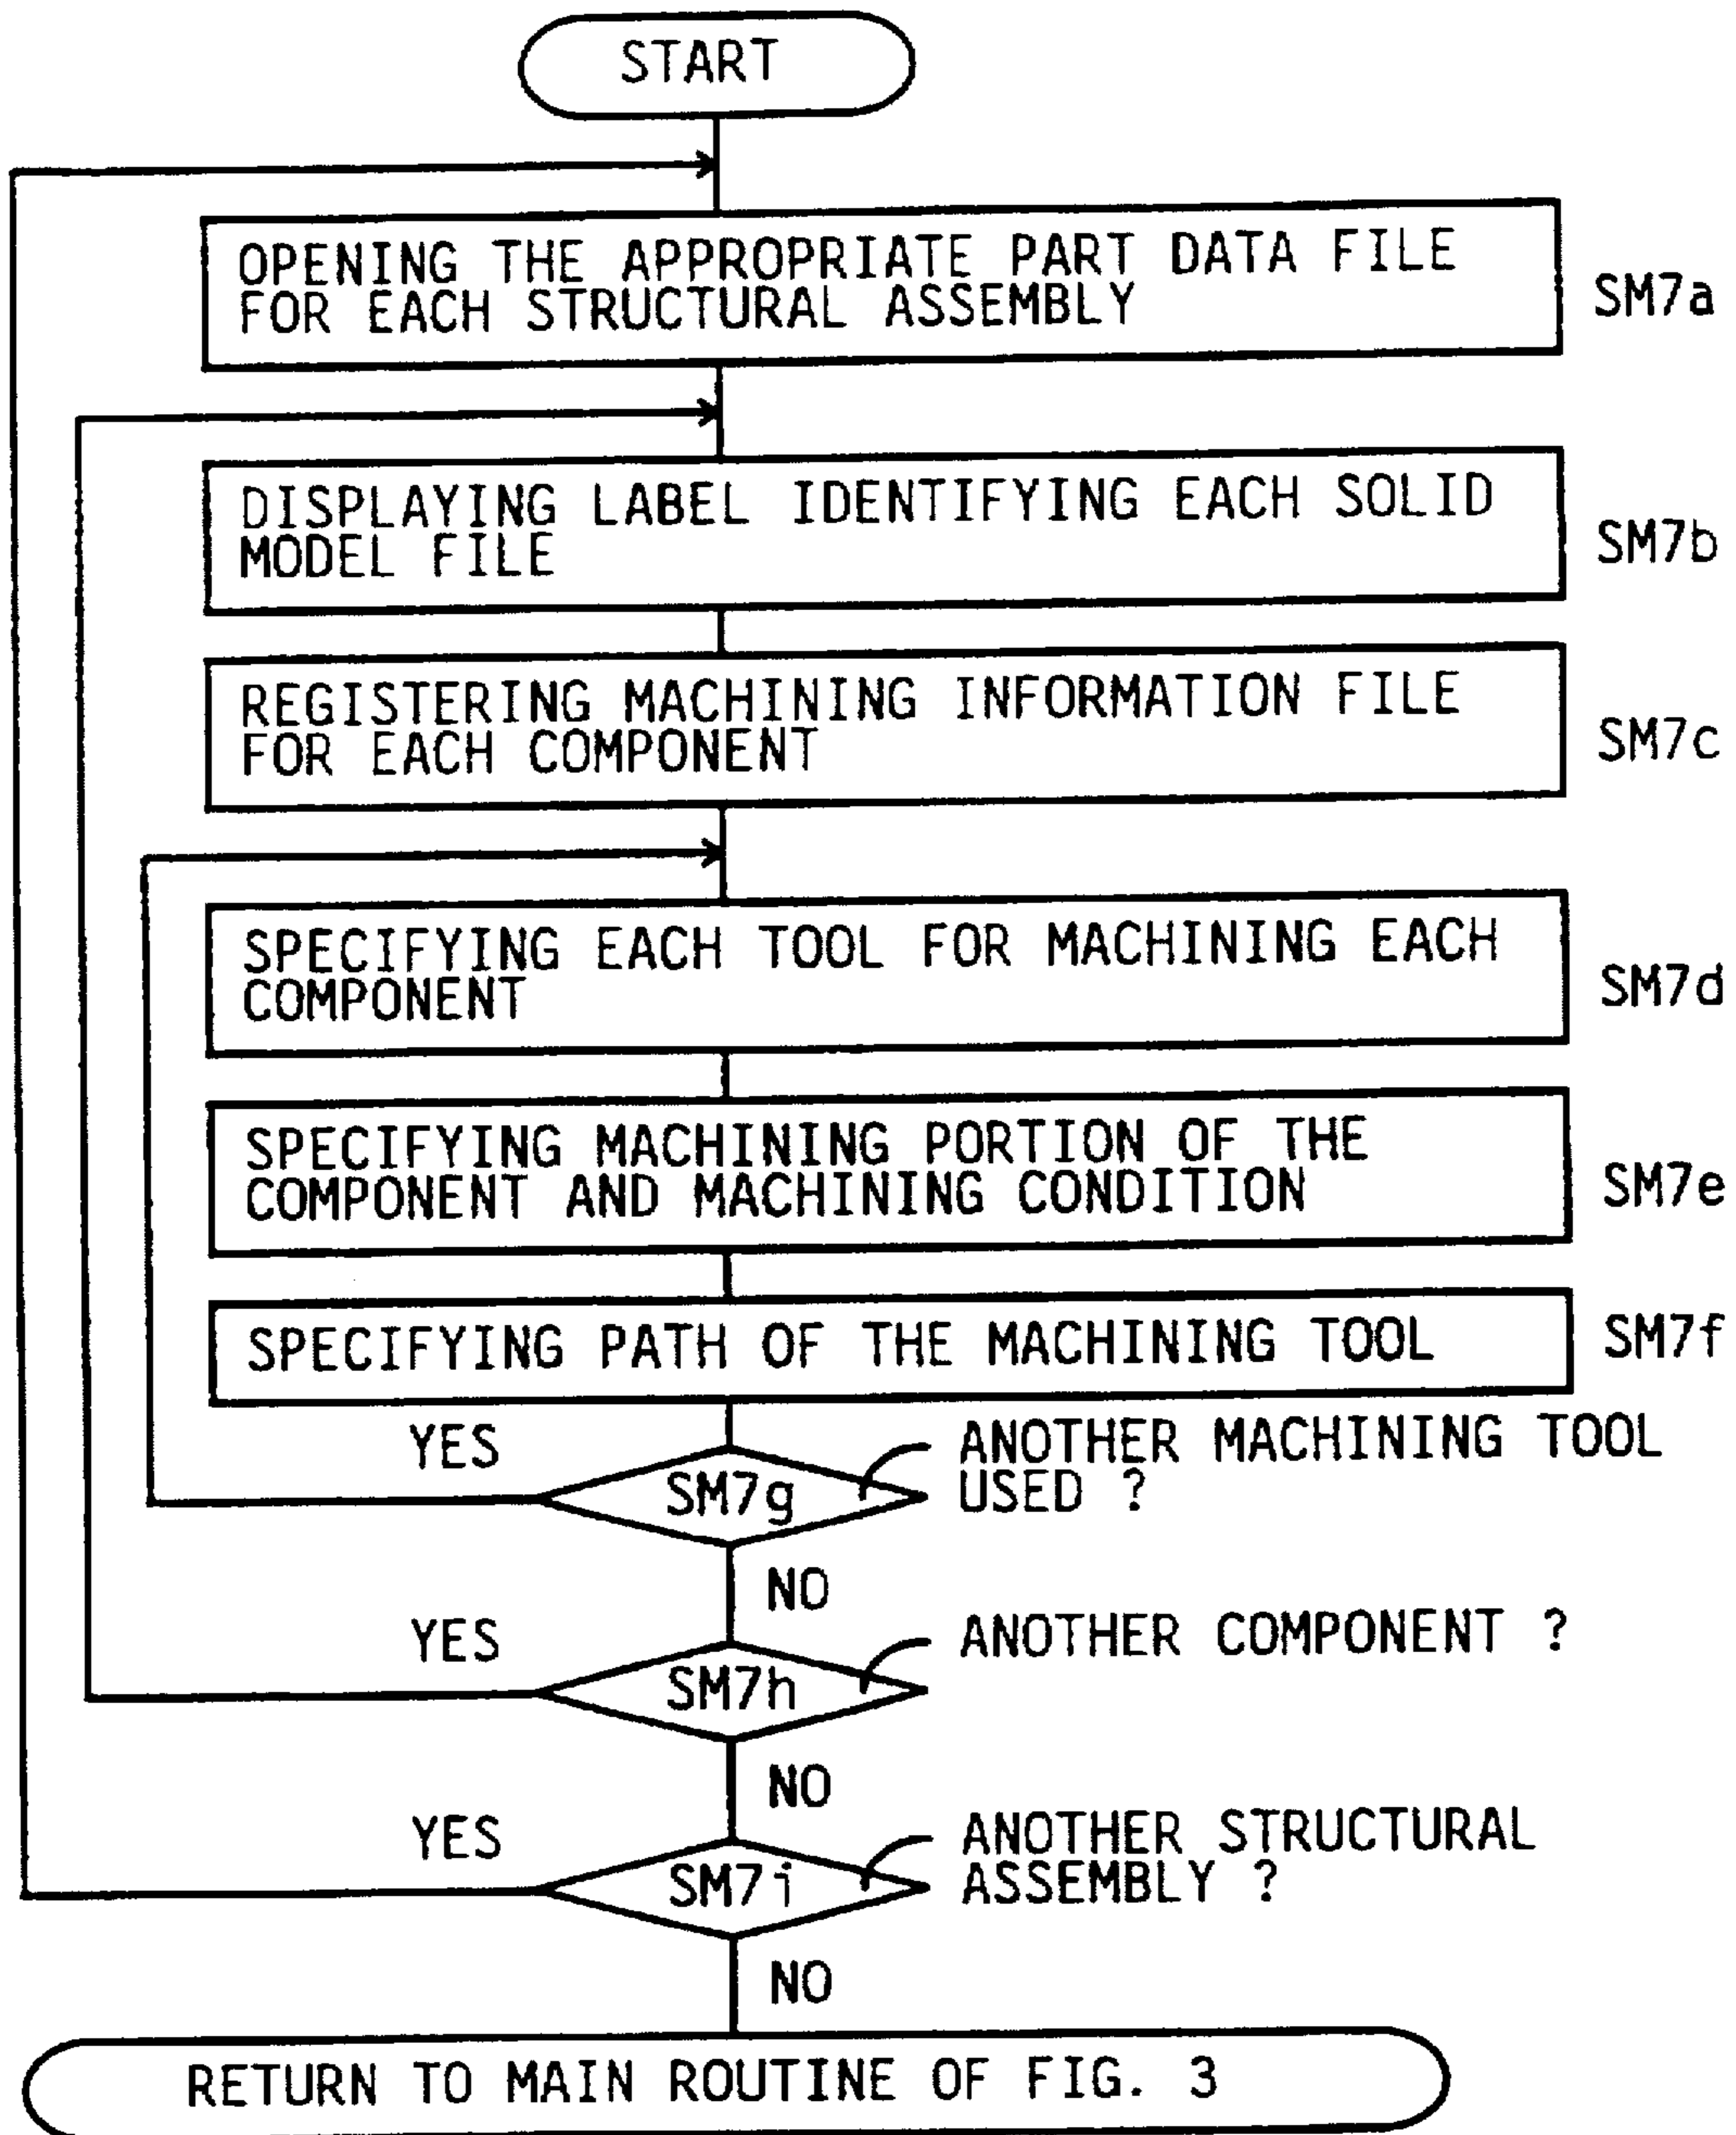 START
OPENING THE APPROPRIATE PART DATA FILE
FOR EACH STRUCTURAL ASSEMBLY
SM7a
DISPLAYING LABEL IDENTIFYING EACH SOLID
MODEL FILE
SM7b
REGISTERING MACHINING INFORMATION FILE
FOR EACH COMPONENT
SM7c
SPECIFYING EACH TOOL FOR MACHINING EACH
COMPONENT
SM7d
SPECIFYING MACHINING PORTION OF THE
COMPONENT AND MACHINING CONDITION
SM7e
SPECIFYING PATH OF THE MACHINING TOOL
SM7f
YES
SM7g
ANOTHER MACHINING TOOL
USED ?
NO
YES
SM7h
ANOTHER COMPONENT ?
NO
YES
SM7i
ANOTHER STRUCTURAL
ASSEMBLY ?
NO
RETURN TO MAIN ROUTINE OF FIG. 3